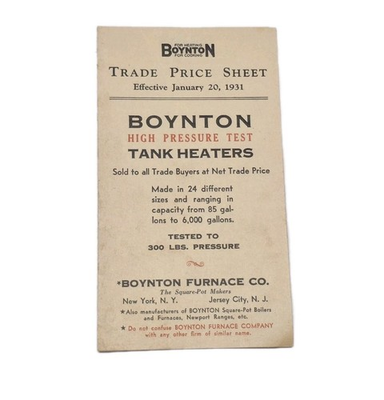 FOR HEATING
BOYNTON
FOR COOKING
TRADE PRICE SHEET
Effective January 20, 1931
BOYNTON
HIGH PRESSURE TEST
TANK HEATERS
Sold to all Trade Buyers at Net Trade Price
Made in 24 different
sizes and ranging in
capacity from 85 gal-
lons to 6,000 gallons.
TESTED TO
300 LBS. PRESSURE
*BOYNTON FURNACE CO.
The Square-Pot Makers
New York, N. Y. Jersey City, N. J.
* Also manufacturers of BOYNTON Square-Pot Boilers
and Furnaces, Newport Ranges, etc.
* Do not confuse BOYNTON FURNACE COMPANY
with any other firm of similar name.